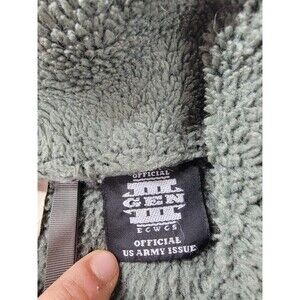 OFFICIAL
III
GEN
III
ECWCS
OFFICIAL
US ARMY ISSUE